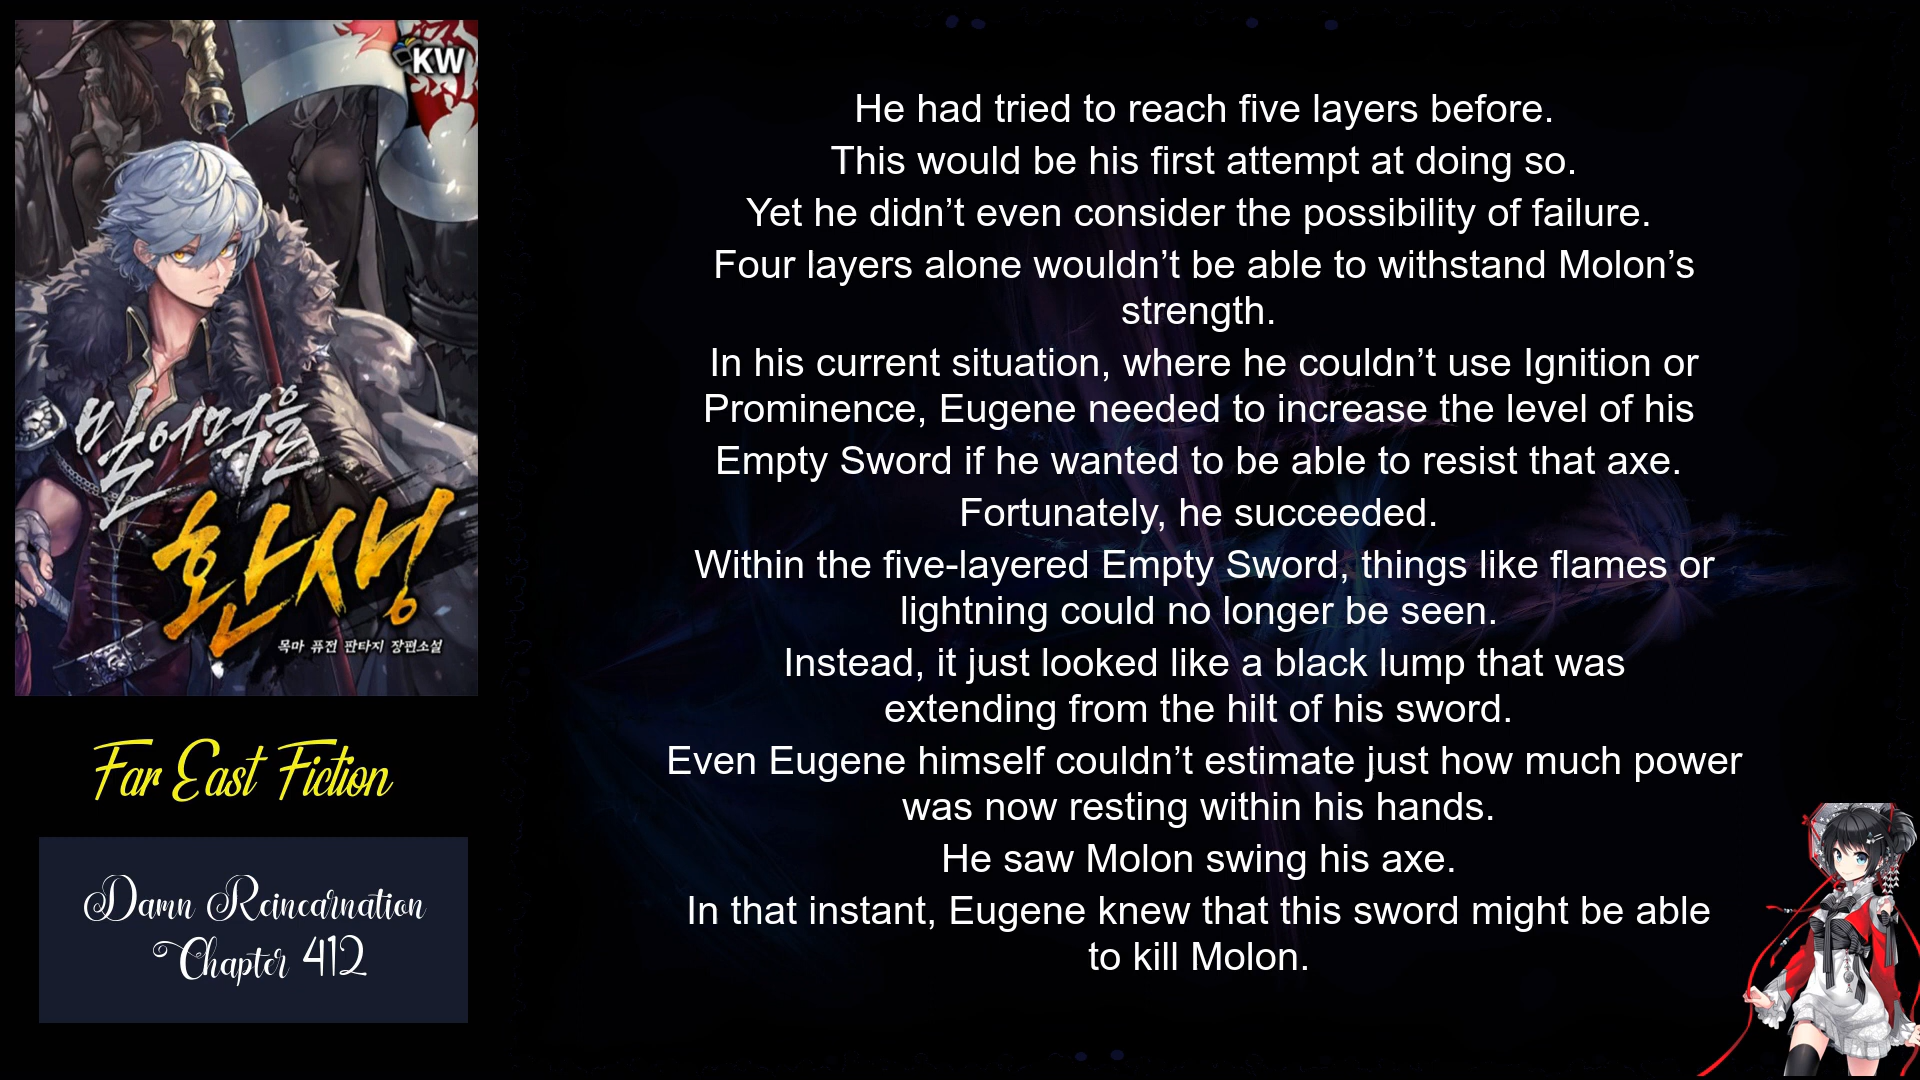 KW
빌어먹을
환생
목마 퓨전 판타지 장편소설
Far East Fiction
Damn Reincarnation
Chapter 412
He had tried to reach five layers before.
This would be his first attempt at doing so.
Yet he didn’t even consider the possibility of failure.
Four layers alone wouldn’t be able to withstand Molon’s
strength.
In his current situation, where he couldn’t use Ignition or
Prominence, Eugene needed to increase the level of his
Empty Sword if he wanted to be able to resist that axe.
Fortunately, he succeeded.
Within the five-layered Empty Sword, things like flames or
lightning could no longer be seen.
Instead, it just looked like a black lump that was
extending from the hilt of his sword.
Even Eugene himself couldn’t estimate just how much power
was now resting within his hands.
He saw Molon swing his axe.
In that instant, Eugene knew that this sword might be able
to kill Molon.